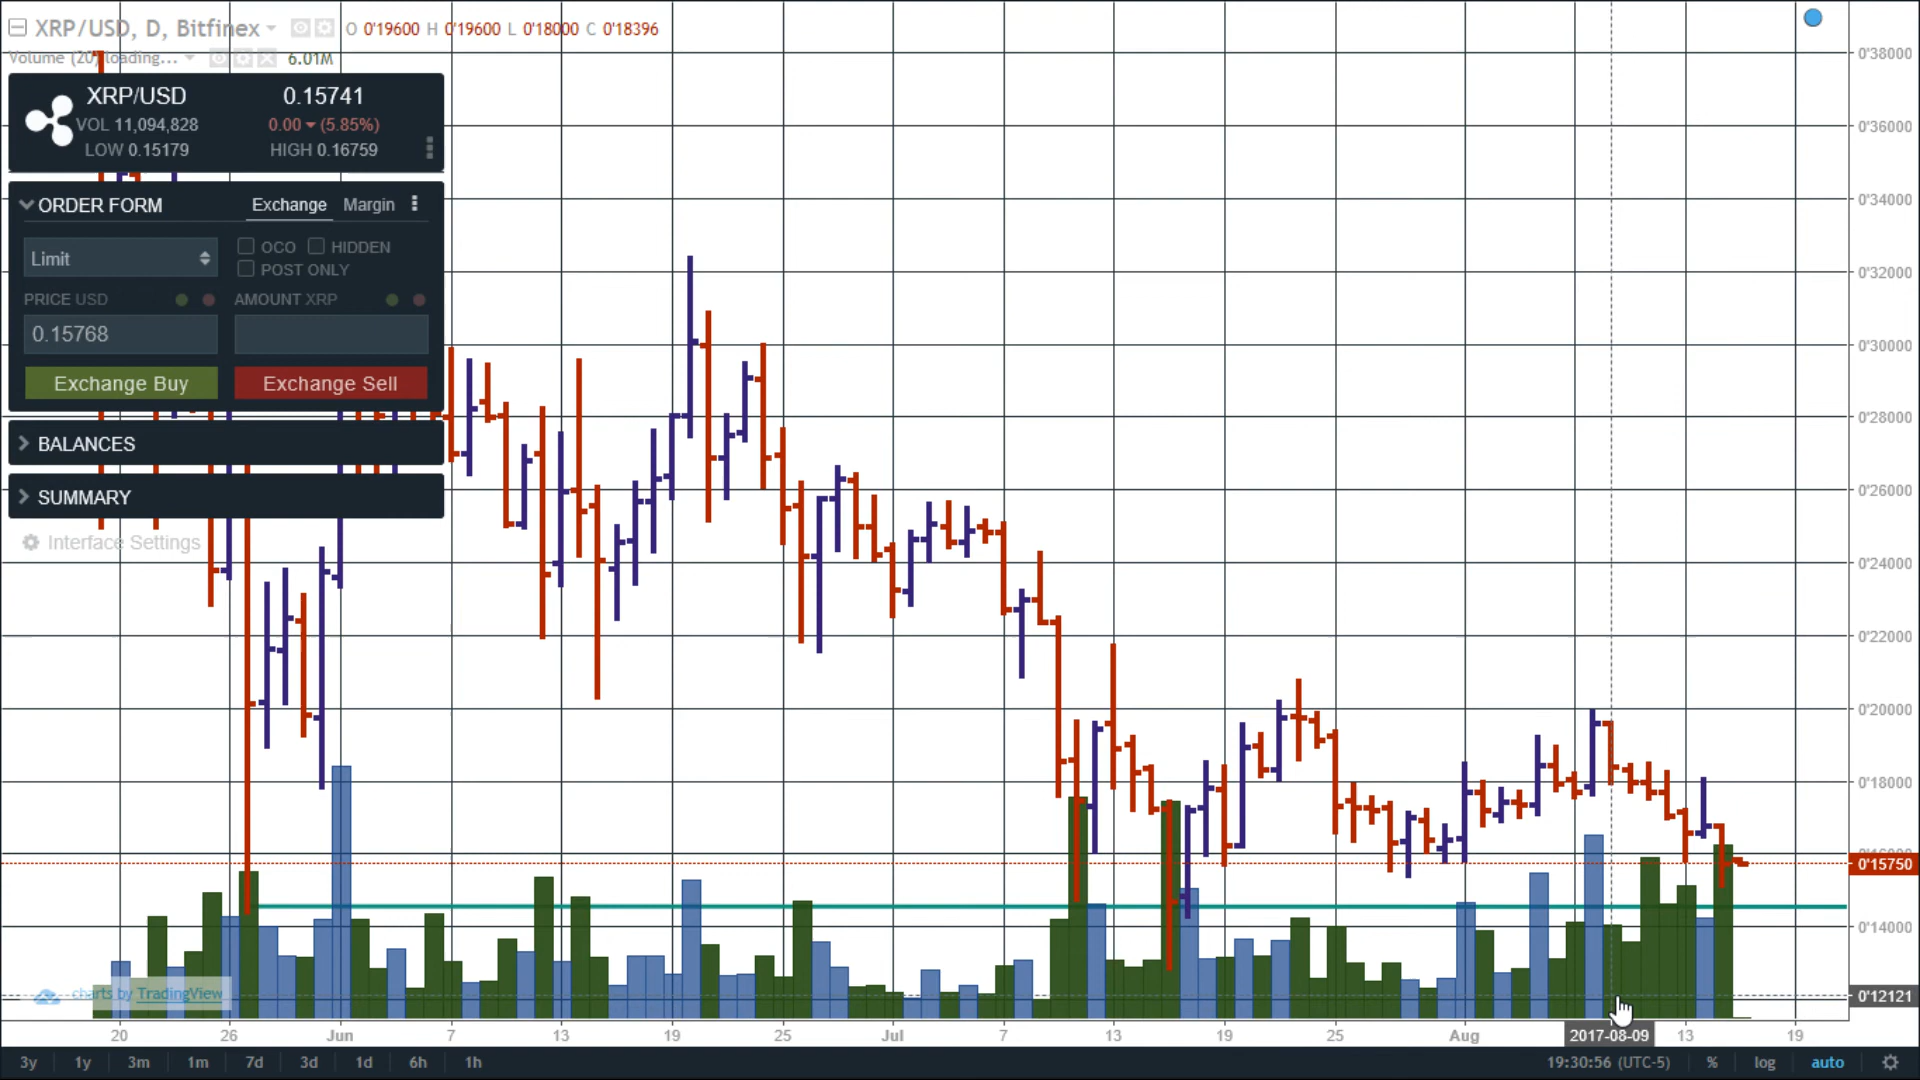 XRP/USD, D, Bitfinex O 0'19600 H 0'19600 L 0'18000 C 0'18396
Volume (20) loading... 6.01M
XRP/USD 0.15741
VOL 11,094,828 0.00 (5.85%)
LOW 0.15179 HIGH 0.16759
ORDER FORM Exchange Margin
Limit OCO HIDDEN
POST ONLY
PRICE USD AMOUNT XRP
0.15768
Exchange Buy Exchange Sell
BALANCES
SUMMARY
Interface Settings
0'38000
0'36000
0'34000
0'32000
0'30000
0'28000
0'26000
0'24000
0'22000
0'20000
0'18000
0'15750
0'14000
0'12121
charts by TradingView
20 26 Jun 7 13 19 25 Jul 7 13 19 25 Aug 2017-08-09 13 19
3y 1y 3m 1m 7d 3d 1d 6h 1h 19:30:56 (UTC-5) % log auto